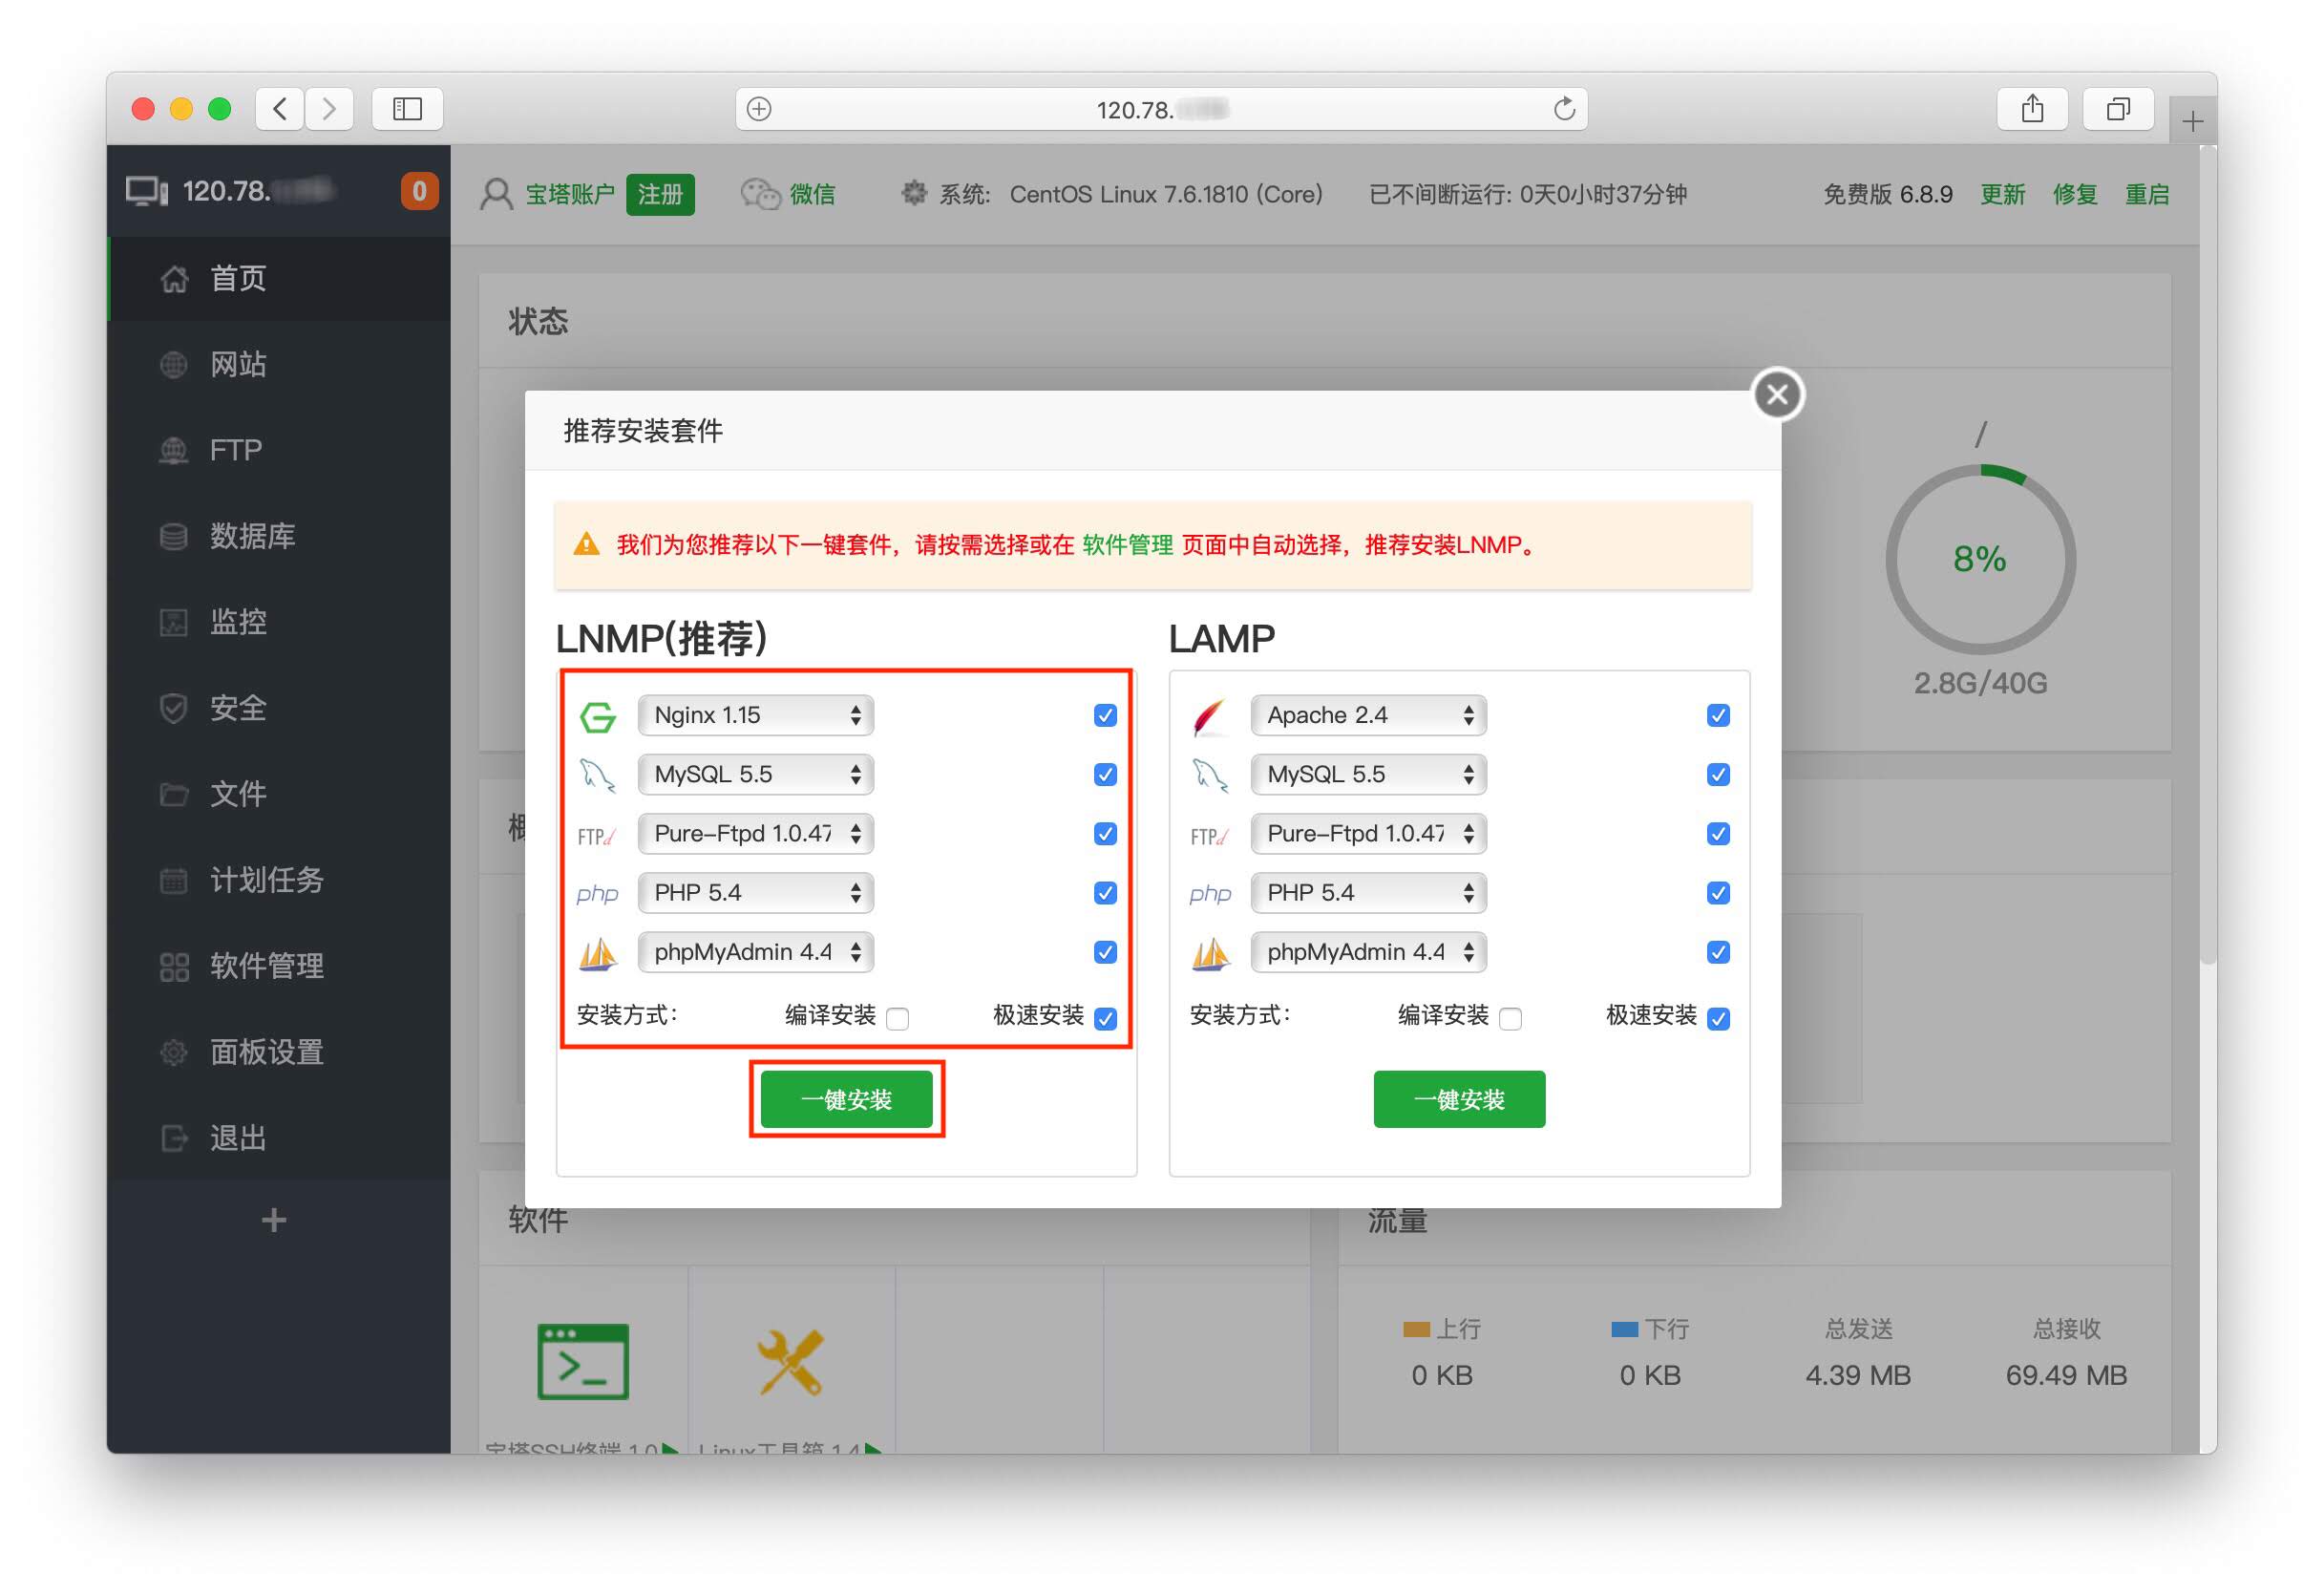 120.78.
120.78.
0
宝塔账户 注册 微信 系统: CentOS Linux 7.6.1810 (Core) 已不间断运行: 0天0小时37分钟 免费版 6.8.9 更新 修复 重启
首页
网站
FTP
数据库
监控
安全
文件
计划任务
软件管理
面板设置
退出
状态
/
8%
2.8G/40G
推荐安装套件
我们为您推荐以下一键套件，请按需选择或在 软件管理 页面中自动选择，推荐安装LNMP。
LNMP(推荐)
Nginx 1.15
MySQL 5.5
FTPd Pure-Ftpd 1.0.47
php PHP 5.4
phpMyAdmin 4.4
安装方式： 编译安装 极速安装
一键安装
LAMP
Apache 2.4
MySQL 5.5
FTPd Pure-Ftpd 1.0.47
php PHP 5.4
phpMyAdmin 4.4
安装方式： 编译安装 极速安装
一键安装
软件
宝塔SSH终端 1.0
Linux工具箱 1.4
流量
上行 下行 总发送 总接收
0 KB 0 KB 4.39 MB 69.49 MB